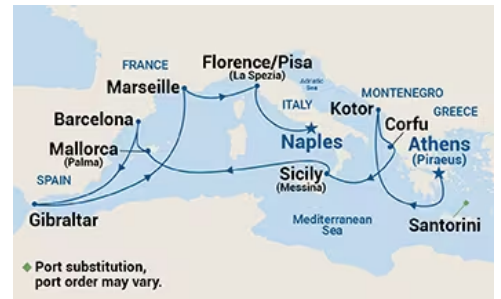 FRANCE
Marseille
Florence/Pisa
(La Spezia)
Adriatic
Sea
Barcelona
ITALY
Naples
MONTENEGRO
Kotor
GREECE
Corfu
Mallorca
(Palma)
Athens
(Piraeus)
SPAIN
Sicily
(Messina)
Gibraltar
Mediterranean
Sea
Santorini
Port substitution,
port order may vary.